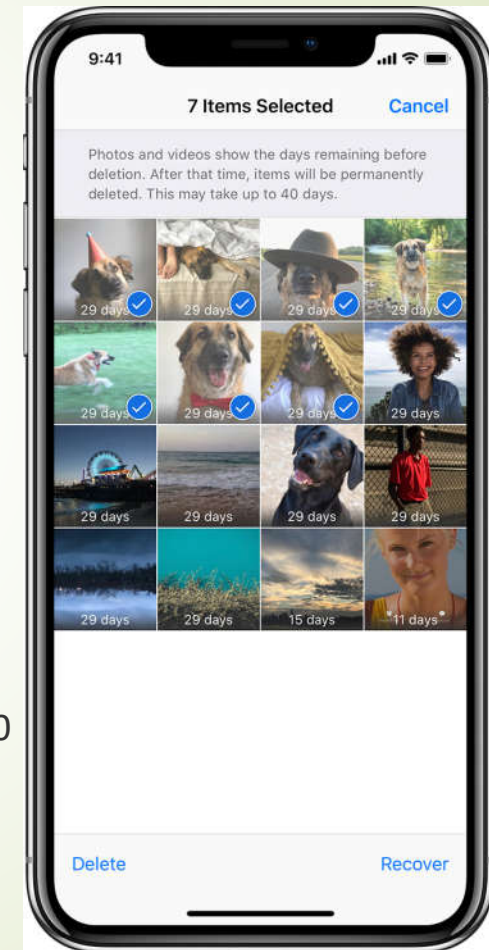 9:41
7 Items Selected
Cancel
Photos and videos show the days remaining before
deletion. After that time, items will be permanently
deleted. This may take up to 40 days.
29 days
29 days
29 days
29 days
29 days
29 days
29 days
29 days
29 days
29 days
29 days
29 days
29 days
29 days
15 days
11 days
0
Delete
Recover